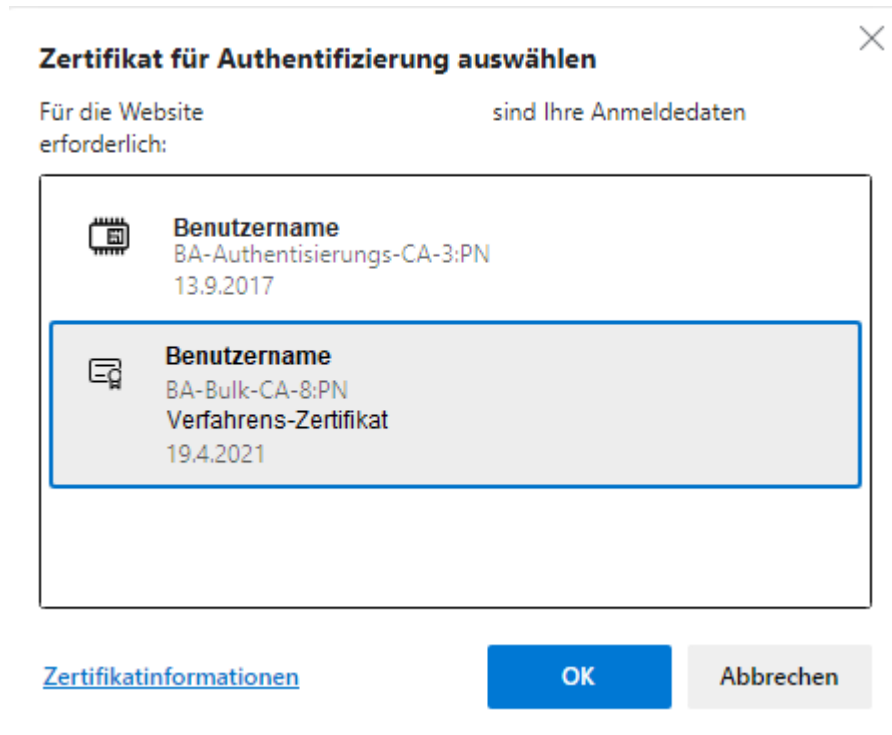 Zertifikat für Authentifizierung auswählen
Für die Website sind Ihre Anmeldedaten
erforderlich:
Benutzername
BA-Authentisierungs-CA-3:PN
13.9.2017
Benutzername
BA-Bulk-CA-8:PN
Verfahrens-Zertifikat
19.4.2021
Zertifikatinformationen
OK
Abbrechen